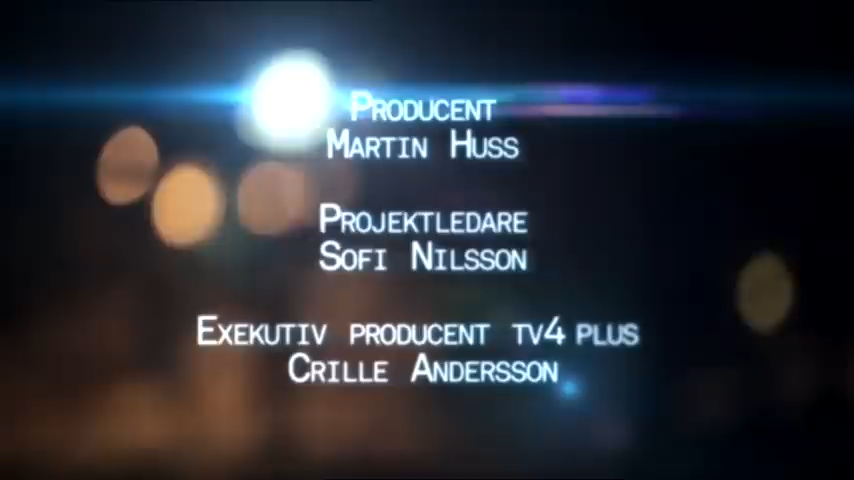 Producent
Martin Huss
Projektledare
Sofi Nilsson
Exekutiv producent tv4 plus
Crille Andersson